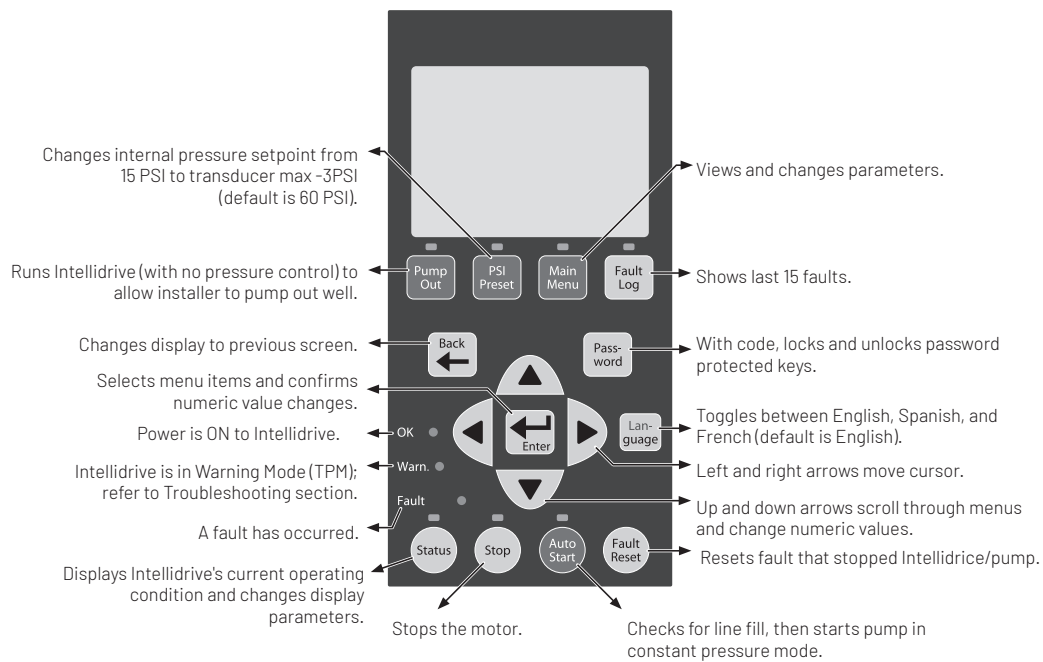 Changes internal pressure setpoint from
15 PSI to transducer max -3PSI
(default is 60 PSI).
Views and changes parameters.
Runs Intellidrive (with no pressure control) to
allow installer to pump out well.
Pump
Out
PSI
Preset
Main
Menu
Fault
Log
Shows last 15 faults.
Changes display to previous screen.
Back
Pass-
word
With code, locks and unlocks password
protected keys.
Selects menu items and confirms
numeric value changes.
Power is ON to Intellidrive.
OK
Enter
Lan-
guage
Toggles between English, Spanish, and
French (default is English).
Intellidrive is in Warning Mode (TPM);
refer to Troubleshooting section.
Warn.
Left and right arrows move cursor.
A fault has occurred.
Fault
Up and down arrows scroll through menus
and change numeric values.
Status
Stop
Auto
Start
Fault
Reset
Resets fault that stopped Intellidrice/pump.
Displays Intellidrive's current operating
condition and changes display
parameters.
Stops the motor.
Checks for line fill, then starts pump in
constant pressure mode.